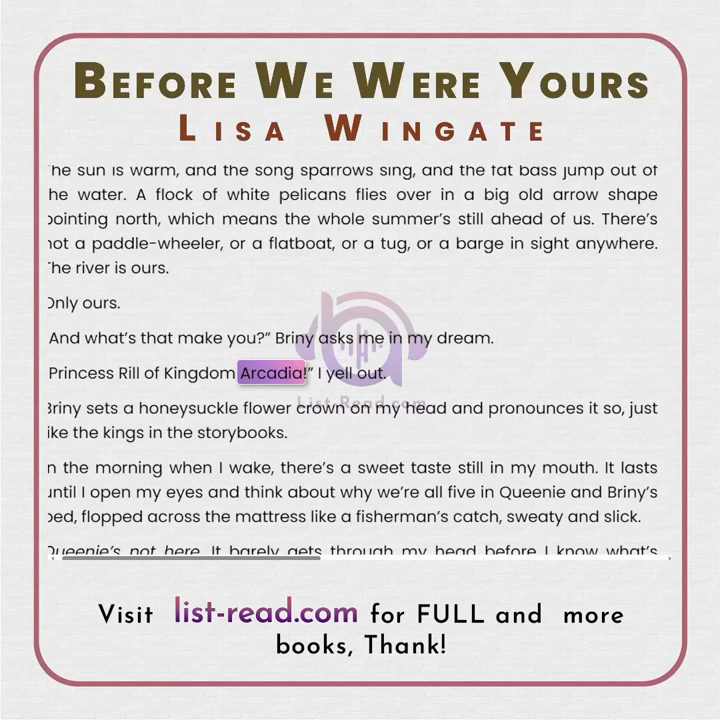 BEFORE WE WERE YOURS
LISA WINGATE
he sun is warm, and the song sparrows sing, and the fat bass jump out of
he water. A flock of white pelicans flies over in a big old arrow shape
pointing north, which means the whole summer's still ahead of us. There's
not a paddle-wheeler, or a flatboat, or a tug, or a barge in sight anywhere.
The river is ours.
Only ours.
And what's that make you?” Briny asks me in my dream.
Princess Rill of Kingdom Arcadia!” I yell out.
List-Read.com
Briny sets a honeysuckle flower crown on my head and pronounces it so, just
ike the kings in the storybooks.
n the morning when I wake, there's a sweet taste still in my mouth. It lasts
until I open my eyes and think about why we're all five in Queenie and Briny's
bed, flopped across the mattress like a fisherman's catch, sweaty and slick.
Queenie's not here. It barely gets through my head before I know what's
Visit list-read.com for FULL and more
books, Thank!